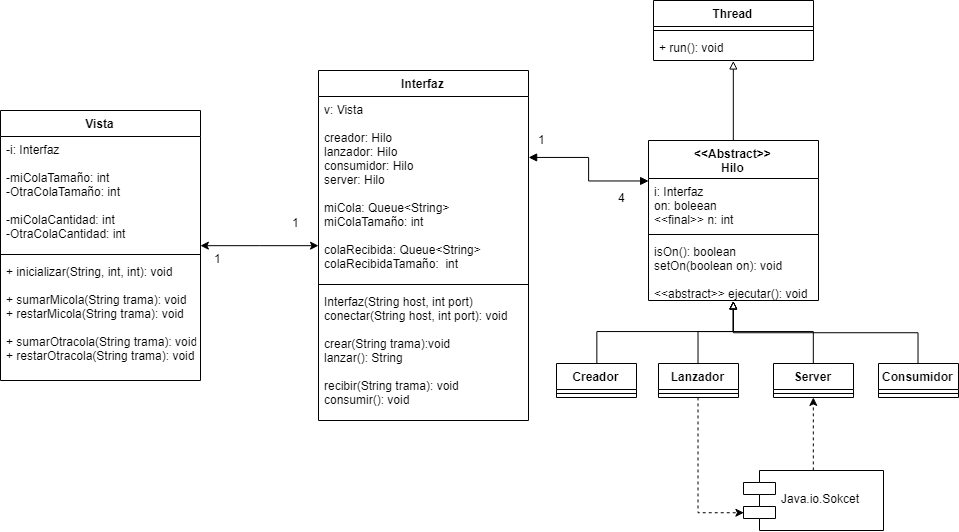 Thread
+ run(): void
Interfaz
v: Vista
creador: Hilo
lanzador: Hilo
consumidor: Hilo
server: Hilo
miCola: Queue<String>
miColaTamaño: int
colaRecibida: Queue<String>
colaRecibidaTamaño:  int
Interfaz(String host, int port)
conectar(String host, int port): void
crear(String trama):void
lanzar(): String
recibir(String trama): void
consumir(): void
Vista
-i: Interfaz
-miColaTamaño: int
-OtraColaTamaño: int
-miColaCantidad: int
-OtraColaCantidad: int
+ inicializar(String, int, int): void
+ sumarMicola(String trama): void
+ restarMicola(String trama): void
+ sumarOtracola(String trama): void
+ restarOtracola(String trama): void
1
1
1
4
<<Abstract>>
Hilo
i: Interfaz
on: boleean
<<final>> n: int
isOn(): boolean
setOn(boolean on): void
<<abstract>> ejecutar(): void
Creador
Lanzador
Server
Consumidor
Java.io.Sokcet